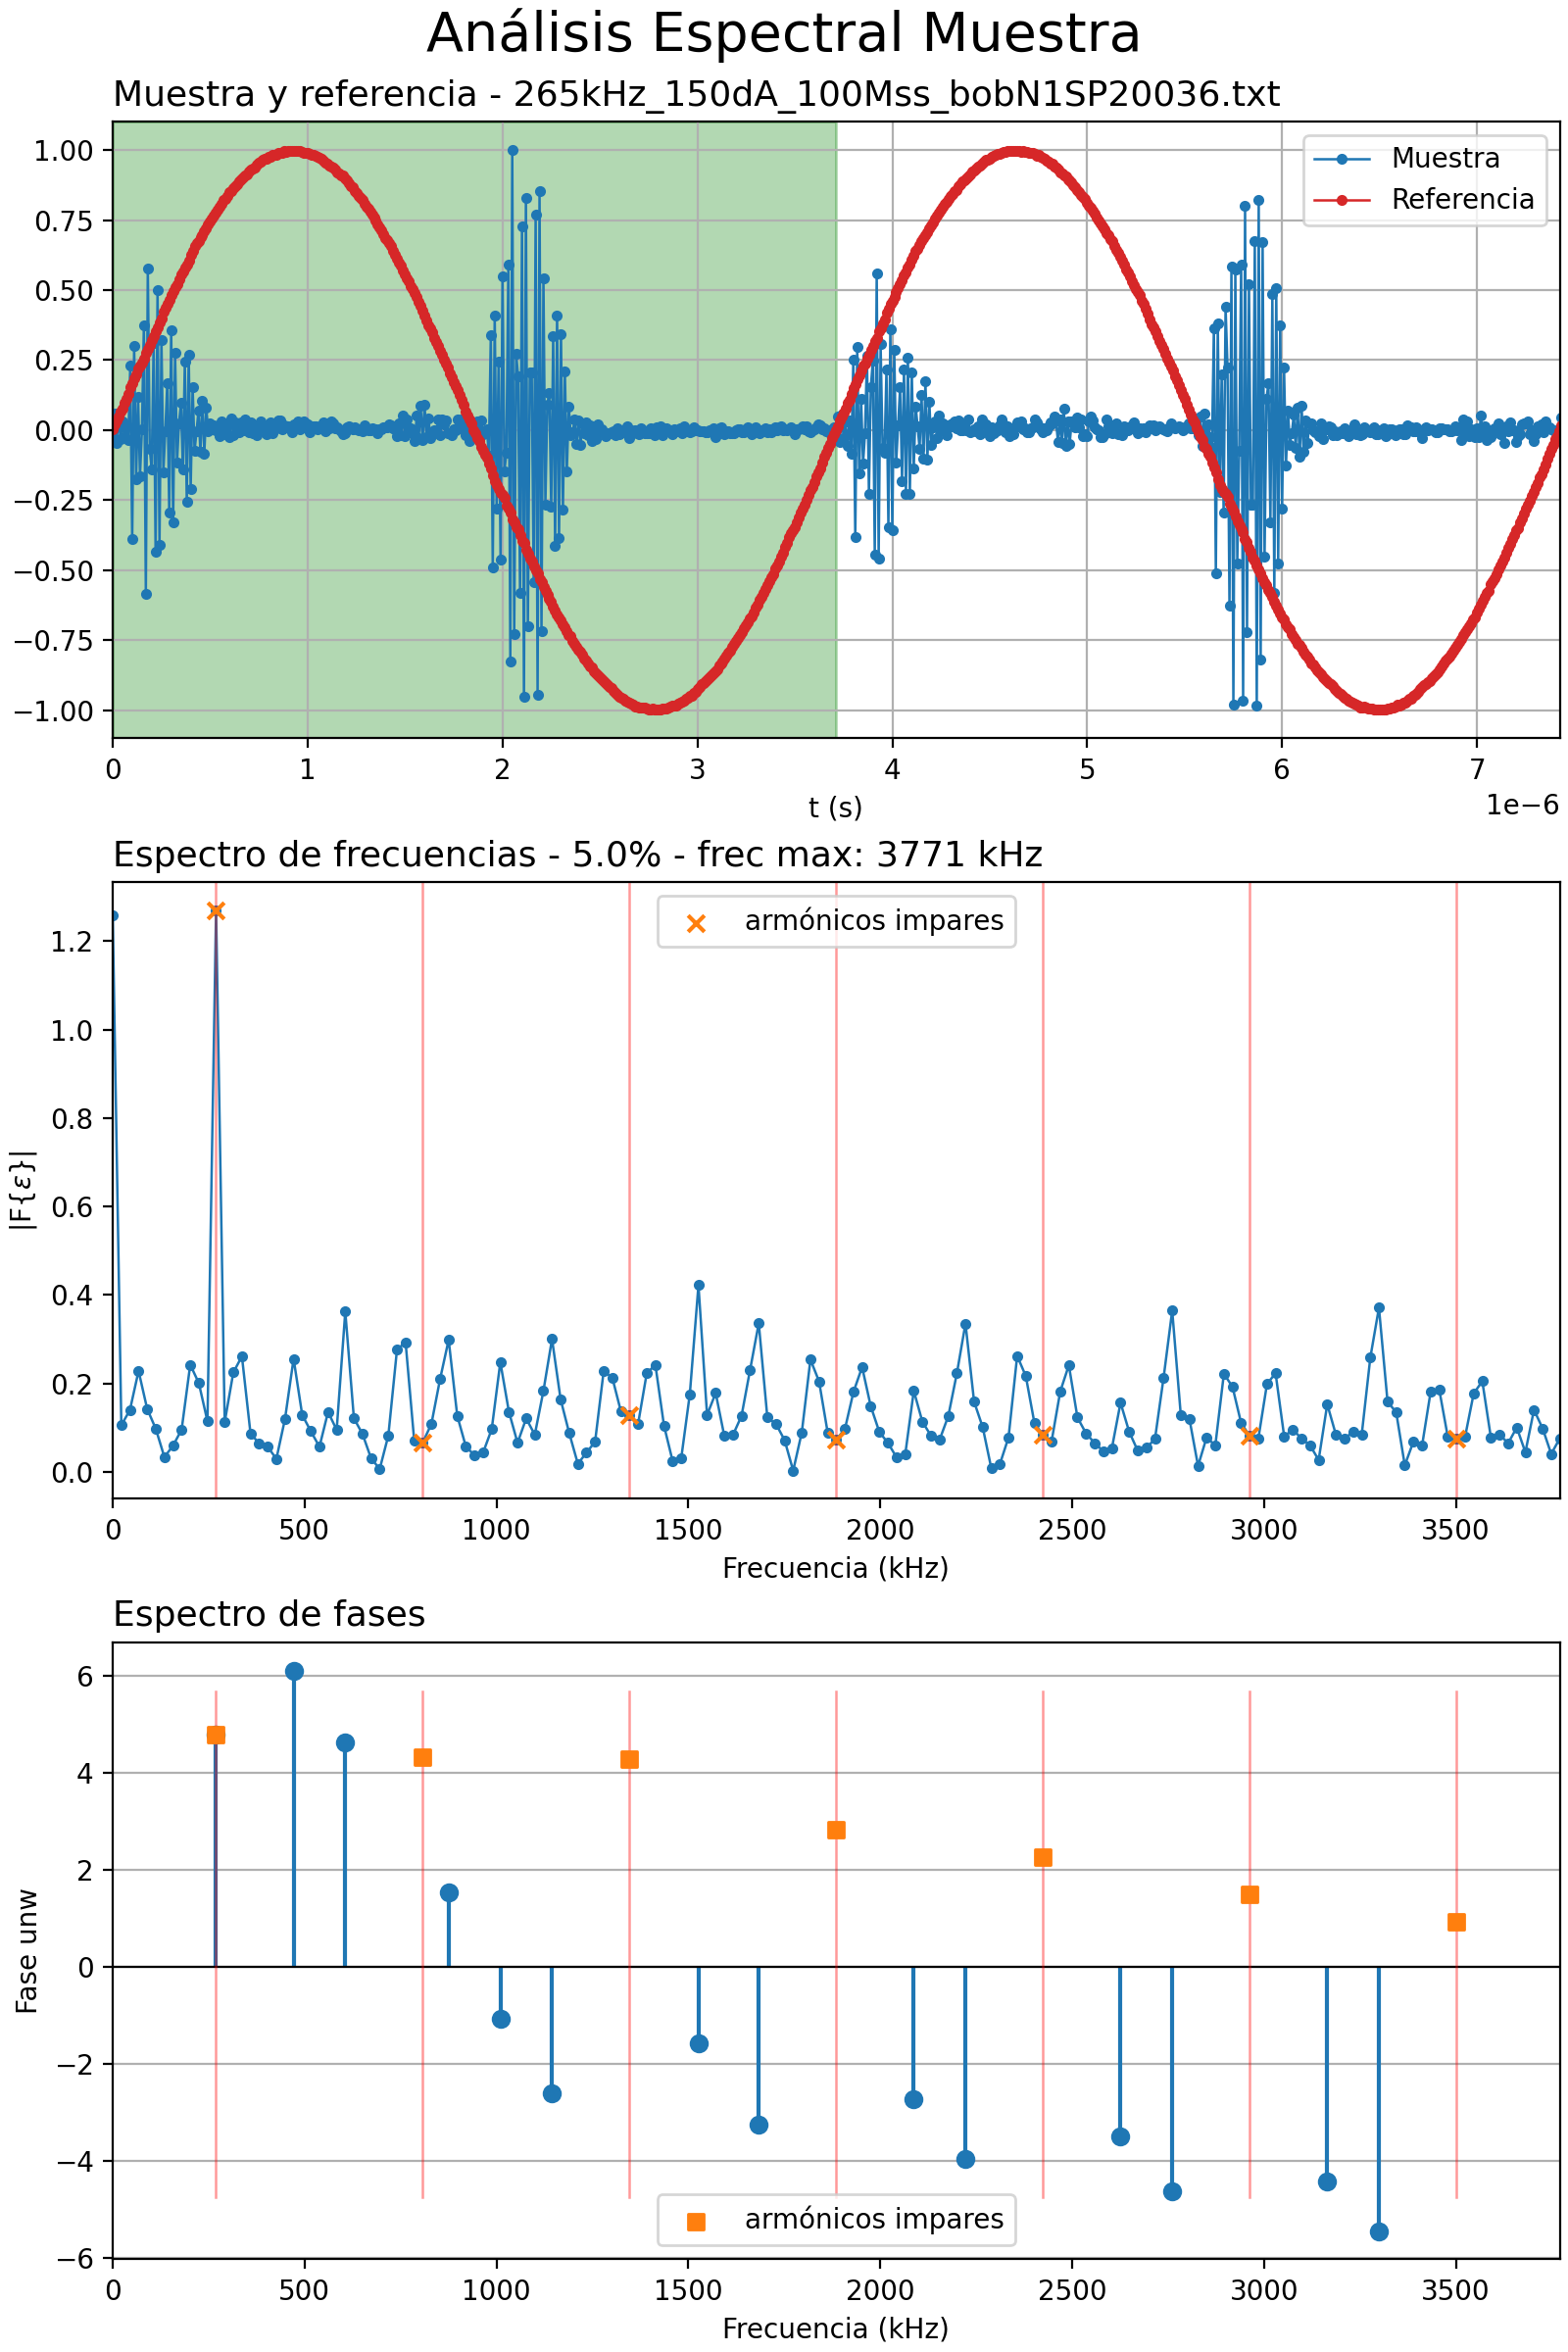 Análisis Espectral Muestra
Muestra y referencia - 265kHz_150dA_100Mss_bobN1SP20036.txt
1.00
0.75
0.50
0.25
0.00
−0.25
−0.50
−0.75
−1.00
Muestra
Referencia
0 1 2 3 4 5 6 7
t (s)
1e−6
Espectro de frecuencias - 5.0% - frec max: 3771 kHz
|F{ε}|
1.2
1.0
0.8
0.6
0.4
0.2
0.0
armónicos impares
0 500 1000 1500 2000 2500 3000 3500
Frecuencia (kHz)
Espectro de fases
Fase unw
6
4
2
0
−2
−4
−6
armónicos impares
0 500 1000 1500 2000 2500 3000 3500
Frecuencia (kHz)